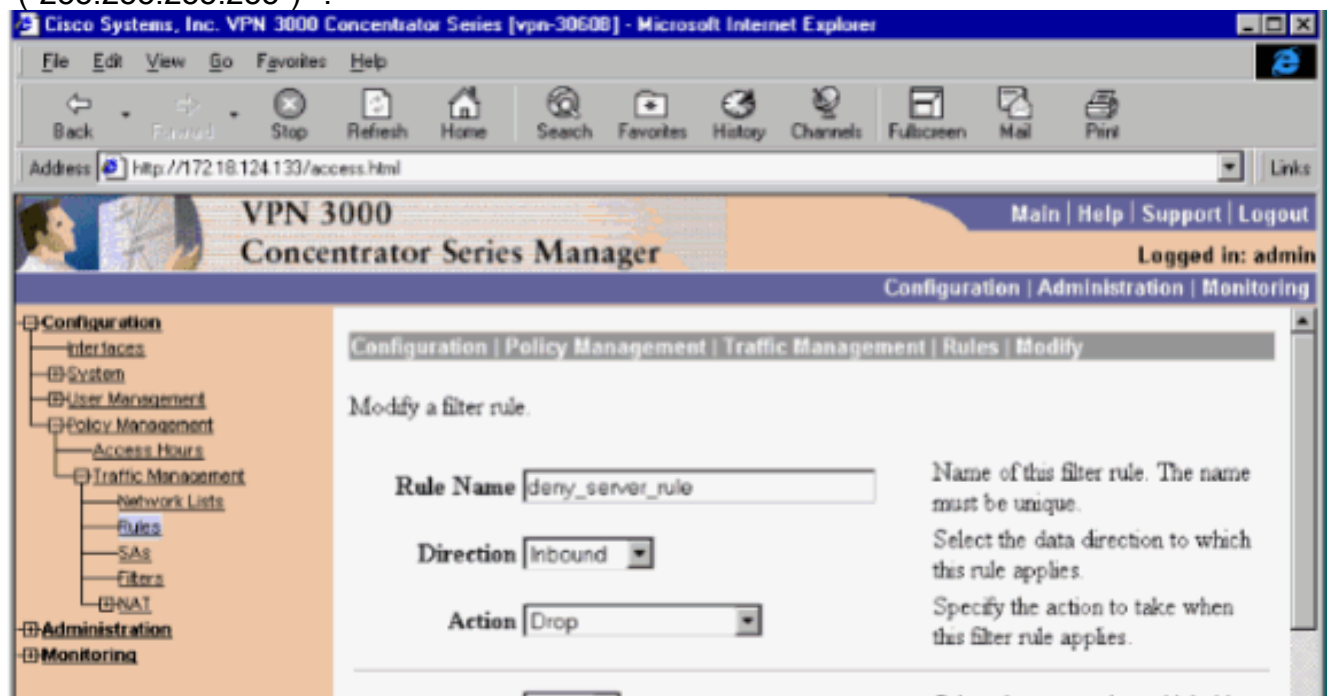 Cisco Systems, Inc. VPN 3000 Concentrator Series [vpn-3060B] - Microsoft Internet Explorer
File Edit View Go Favorites Help
Back Forward Stop Refresh Home Search Favorites History Channels Fullscreen Mail Print
Address http://172.18.124.133/access.html Links
VPN 3000
Concentrator Series Manager
Main | Help | Support | Logout
Logged in: admin
Configuration | Administration | Monitoring
Configuration
Interfaces
System
User Management
Policy Management
Access Hours
Traffic Management
Network Lists
Rules
SAs
Filters
NAT
Administration
Monitoring
Configuration | Policy Management | Traffic Management | Rules | Modify
Modify a filter rule.
Rule Name deny_server_rule
Name of this filter rule. The name
must be unique.
Direction Inbound
Select the data direction to which
this rule applies.
Action Drop
Specify the action to take when
this filter rule applies.